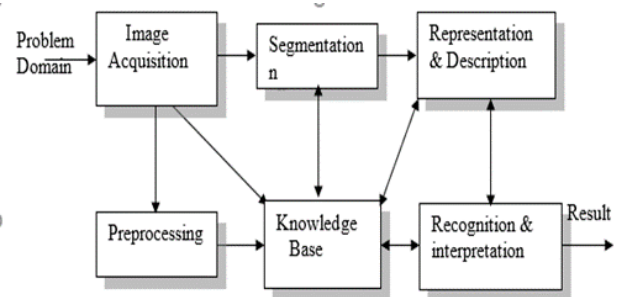 Problem
Domain
Image
Acquisition
Segmentation
n
Representation
& Description
Preprocessing
Knowledge
Base
Recognition &
interpretation
Result